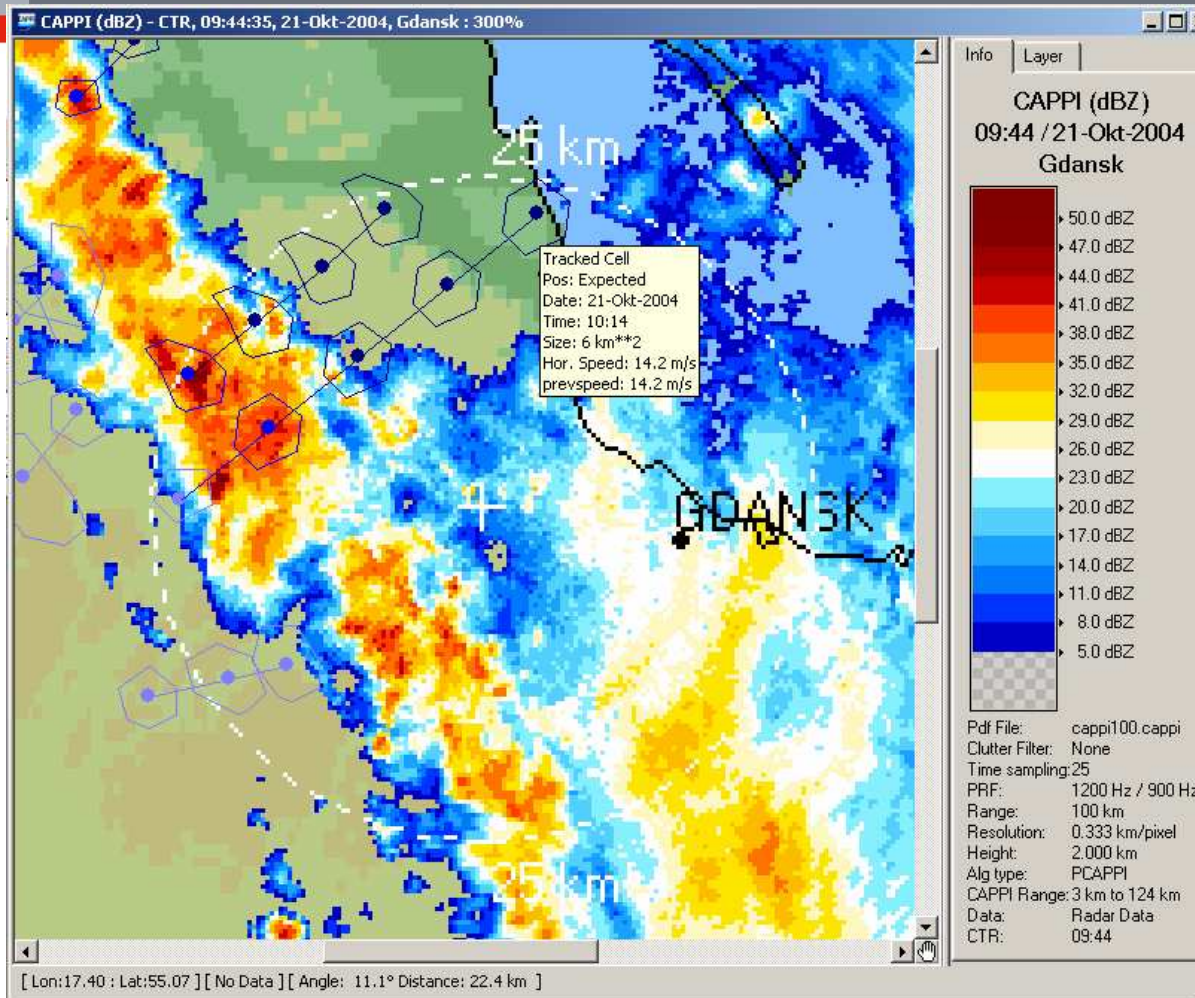 CAPPI (dBZ) - CTR, 09:44:35, 21-Okt-2004, Gdansk : 300%
25 km
Tracked Cell
Pos: Expected
Date: 21-Okt-2004
Time: 10:14
Size: 6 km**2
Hor. Speed: 14.2 m/s
prevspeed: 14.2 m/s
GDANSK
25 km
Info Layer
CAPPI (dBZ)
09:44 / 21-Okt-2004
Gdansk
50.0 dBZ
47.0 dBZ
44.0 dBZ
41.0 dBZ
38.0 dBZ
35.0 dBZ
32.0 dBZ
29.0 dBZ
26.0 dBZ
23.0 dBZ
20.0 dBZ
17.0 dBZ
14.0 dBZ
11.0 dBZ
8.0 dBZ
5.0 dBZ
Pdf File: cappi100.cappi
Clutter Filter: None
Time sampling:25
PRF: 1200 Hz / 900 Hz
Range: 100 km
Resolution: 0.333 km/pixel
Height: 2.000 km
Alg type: PCAPPI
CAPPI Range: 3 km to 124 km
Data: Radar Data
CTR: 09:44
[ Lon:17.40 : Lat:55.07 ] [ No Data ] [ Angle: 11.1° Distance: 22.4 km ]